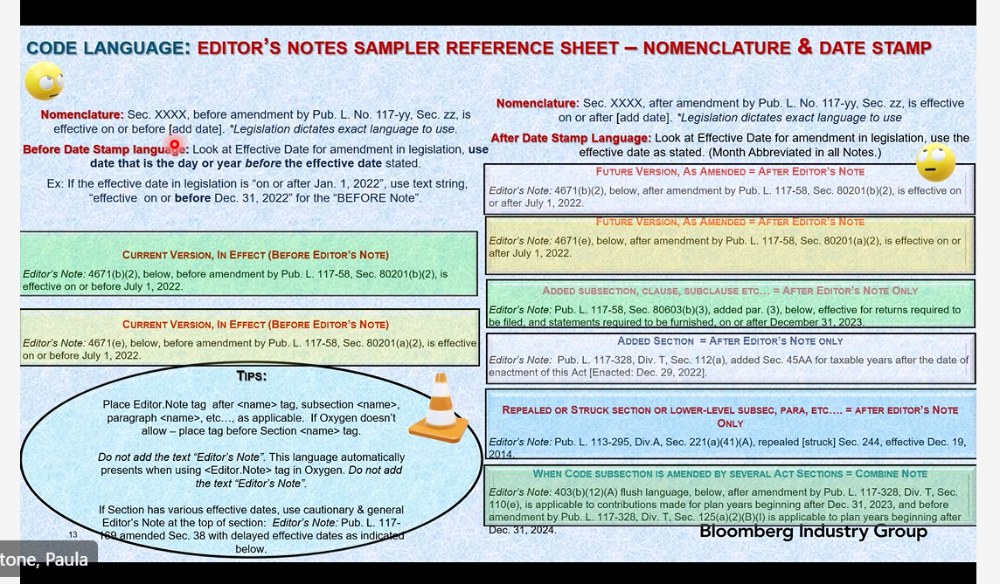 CODE LANGUAGE: EDITOR'S NOTES SAMPLER REFERENCE SHEET – NOMENCLATURE & DATE STAMP
Nomenclature: Sec. XXXX, before amendment by Pub. L. No. 117-yy, Sec. zz, is
effective on or before [add date]. *Legislation dictates exact language to use.
Before Date Stamp language: Look at Effective Date for amendment in legislation, use
date that is the day or year before the effective date stated.
Ex: If the effective date in legislation is “on or after Jan. 1, 2022”, use text string,
“effective on or before Dec. 31, 2022” for the “BEFORE Note”.
CURRENT VERSION, IN EFFECT (BEFORE EDITOR'S NOTE)
Editor's Note: 4671(b)(2), below, before amendment by Pub. L. 117-58, Sec. 80201(b)(2), is
effective on or before July 1, 2022.
CURRENT VERSION, IN EFFECT (BEFORE EDITOR'S NOTE)
Editor's Note: 4671(e), below, before amendment by Pub. L. 117-58, Sec. 80201(a)(2), is effective
on or before July 1, 2022.
TIPS:
Place Editor.Note tag after <name> tag, subsection <name>,
paragraph <name>, etc…, as applicable. If Oxygen doesn't
allow – place tag before Section <name> tag.
Do not add the text “Editor's Note”. This language automatically
presents when using <Editor.Note> tag in Oxygen. Do not add
the text “Editor's Note”.
If Section has various effective dates, use cautionary & general
Editor's Note at the top of section: Editor's Note: Pub. L. 117-
169 amended Sec. 38 with delayed effective dates as indicated
below.
13
tone, Paula
Nomenclature: Sec. XXXX, after amendment by Pub. L. No. 117-yy, Sec. zz, is effective
on or after [add date]. *Legislation dictates exact language to use
After Date Stamp Language: Look at Effective Date for amendment in legislation, use the
effective date as stated. (Month Abbreviated in all Notes.)
FUTURE VERSION, AS AMENDED = AFTER EDITOR'S NOTE
Editor's Note: 4671(b)(2), below, after amendment by Pub. L. 117-58, Sec. 80201(b)(2), is effective on
or after July 1, 2022.
FUTURE VERSION, AS AMENDED = AFTER EDITOR'S NOTE
Editor's Note: 4671(e), below, after amendment by Pub. L. 117-58, Sec. 80201(a)(2), is effective on or
after July 1, 2022.
ADDED SUBSECTION, CLAUSE, SUBCLAUSE ETC… = AFTER EDITOR'S NOTE ONLY
Editor's Note: Pub. L. 117-58, Sec. 80603(b)(3), added par. (3), below, effective for returns required to
be filed, and statements required to be furnished, on or after December 31, 2023.
ADDED SECTION = AFTER EDITOR'S NOTE ONLY
Editor's Note: Pub. L. 117-328, Div. T, Sec. 112(a), added Sec. 45AA for taxable years after the date of
enactment of this Act [Enacted: Dec. 29, 2022].
REPEALED OR STRUCK SECTION OR LOWER-LEVEL SUBSEC, PARA, ETC…. = AFTER EDITOR'S NOTE
ONLY
Editor's Note: Pub. L. 113-295, Div.A, Sec. 221(a)(41)(A), repealed [struck] Sec. 244, effective Dec. 19,
2014.
WHEN CODE SUBSECTION IS AMENDED BY SEVERAL ACT SECTIONS = COMBINE NOTE
Editor's Note: 403(b)(12)(A) flush language, below, after amendment by Pub. L. 117-328, Div. T, Sec.
110(e), is applicable to contributions made for plan years beginning after Dec. 31, 2023, and before
amendment by Pub. L. 117-328, Div. T, Sec. 125(a)(2)(B)(I) is applicable to plan years beginning after
Dec. 31, 2024.
Bloomberg Industry Group